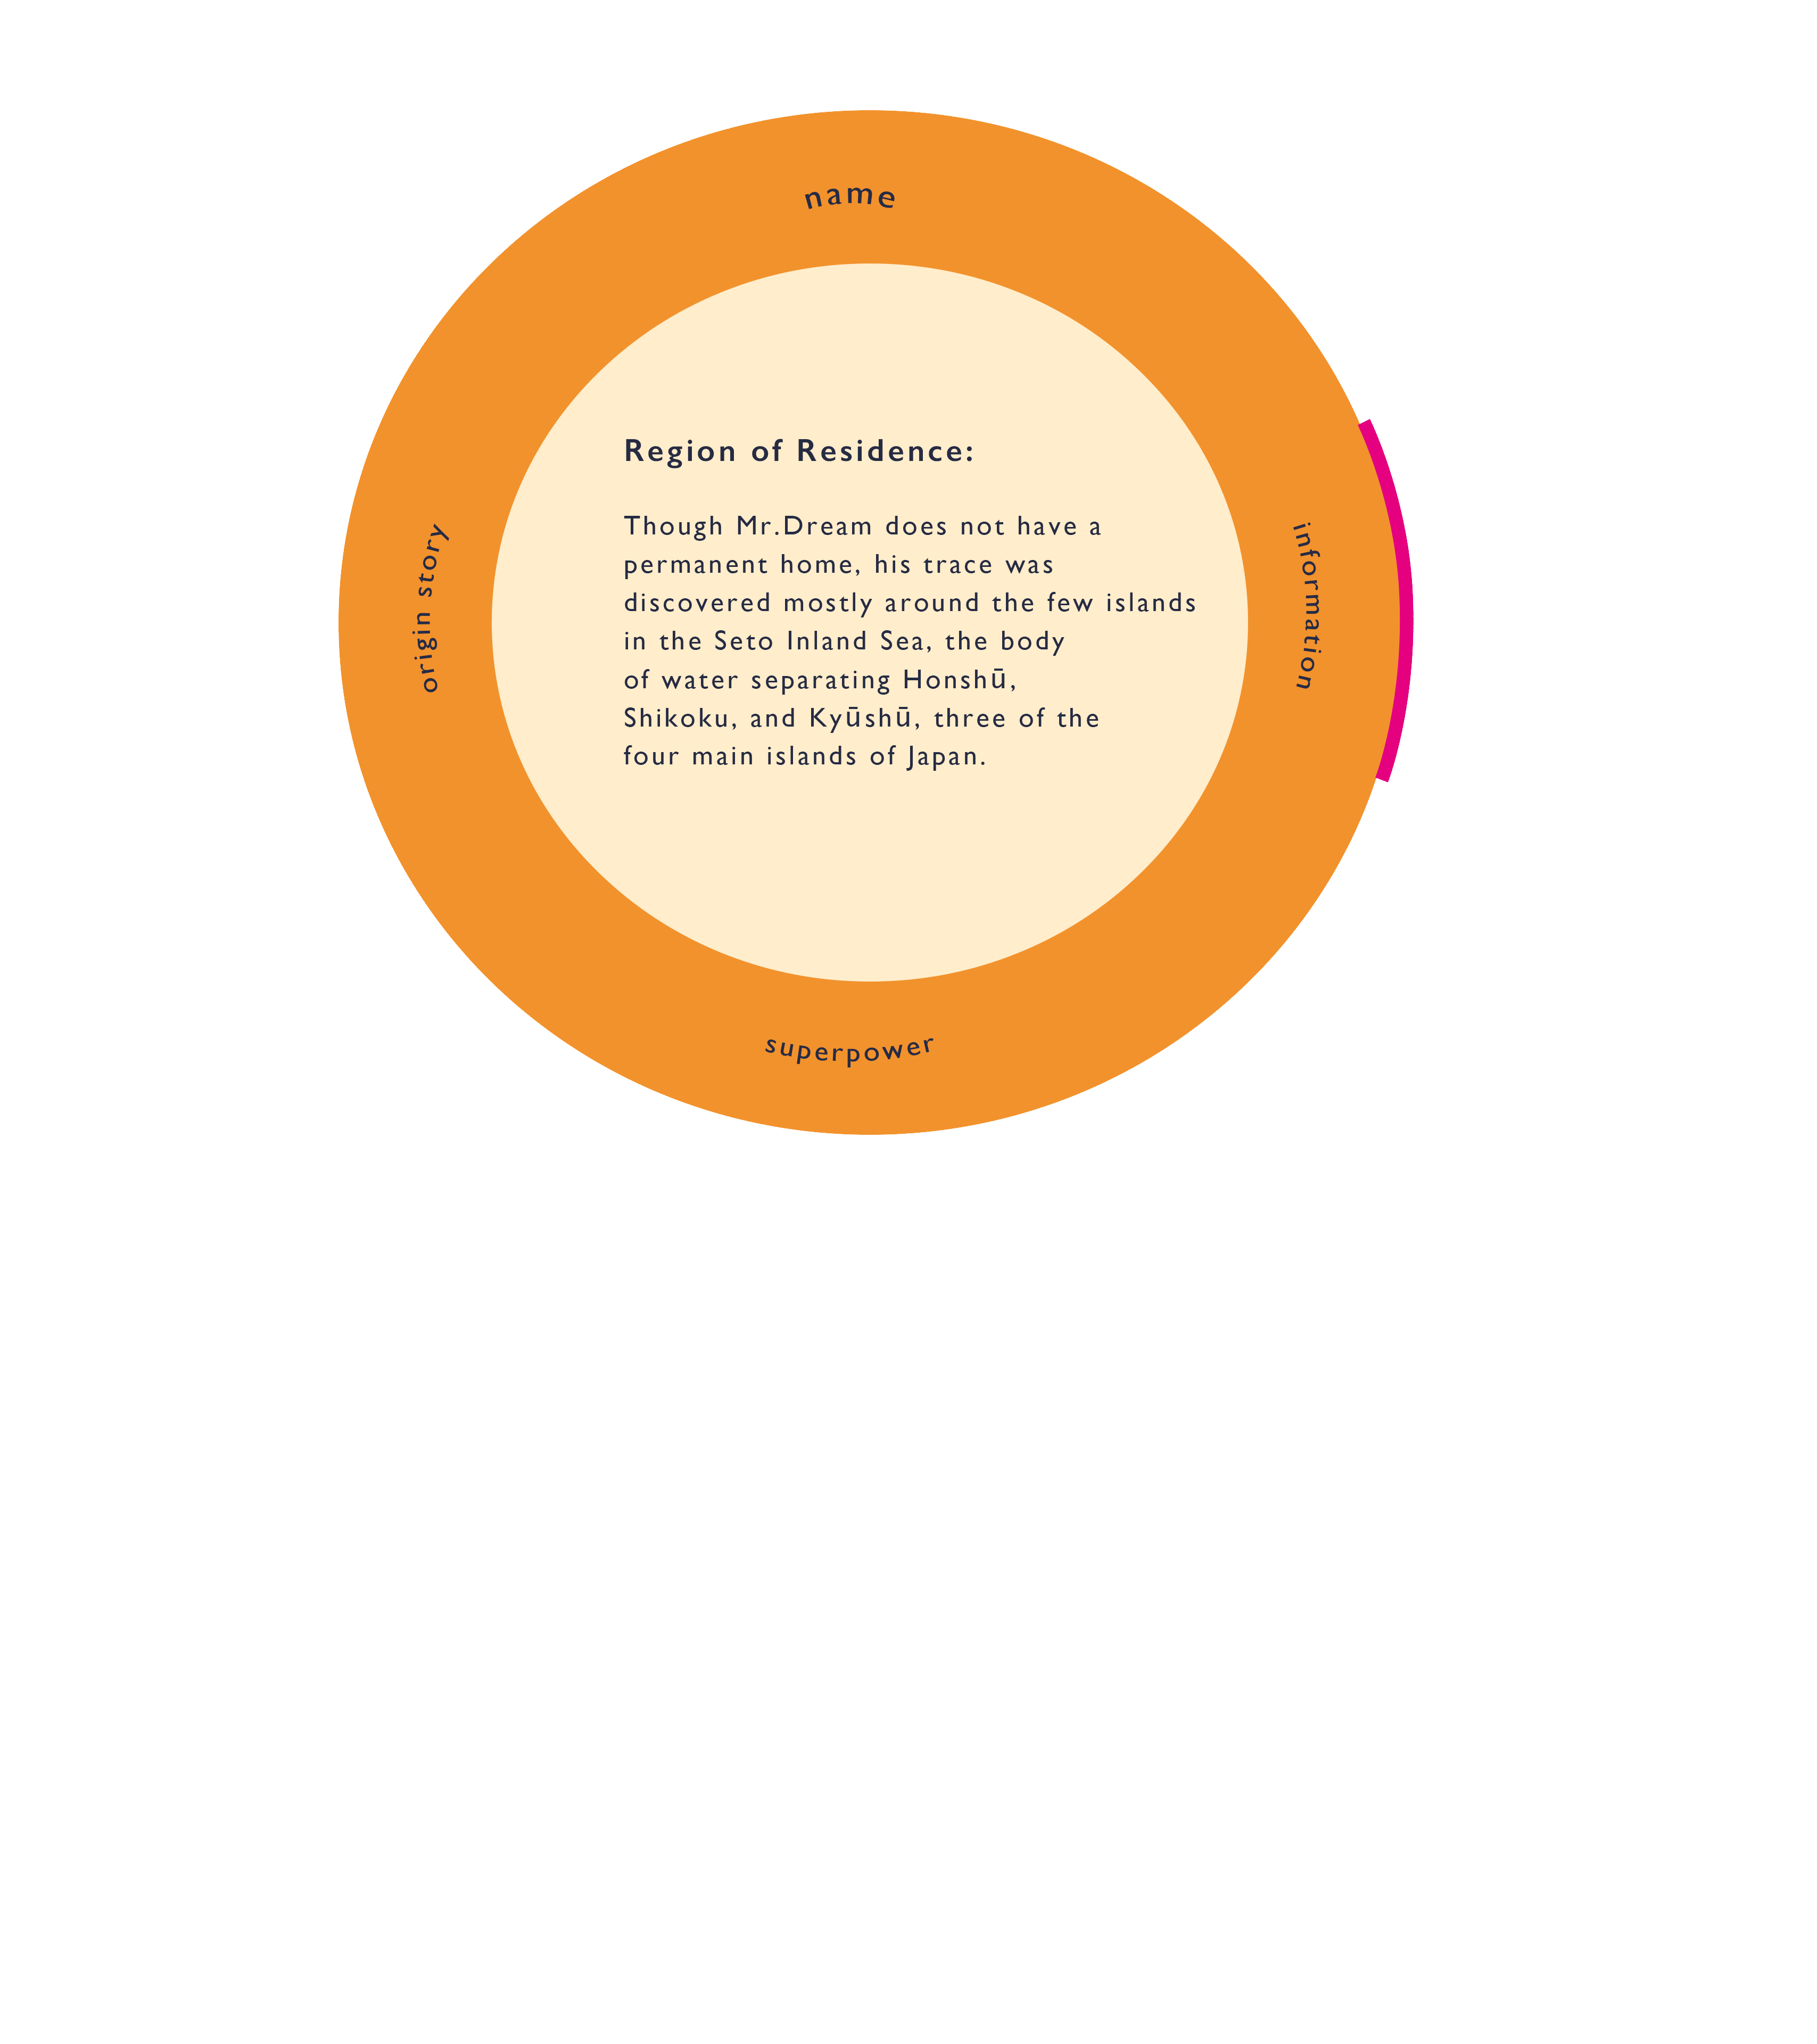 name
Region of Residence:
Though Mr.Dream does not have a
permanent home, his trace was
discovered mostly around the few islands
in the Seto Inland Sea, the body
of water separating Honshū,
Shikoku, and Kyūshū, three of the
four main islands of Japan.
origin story
information
superpower